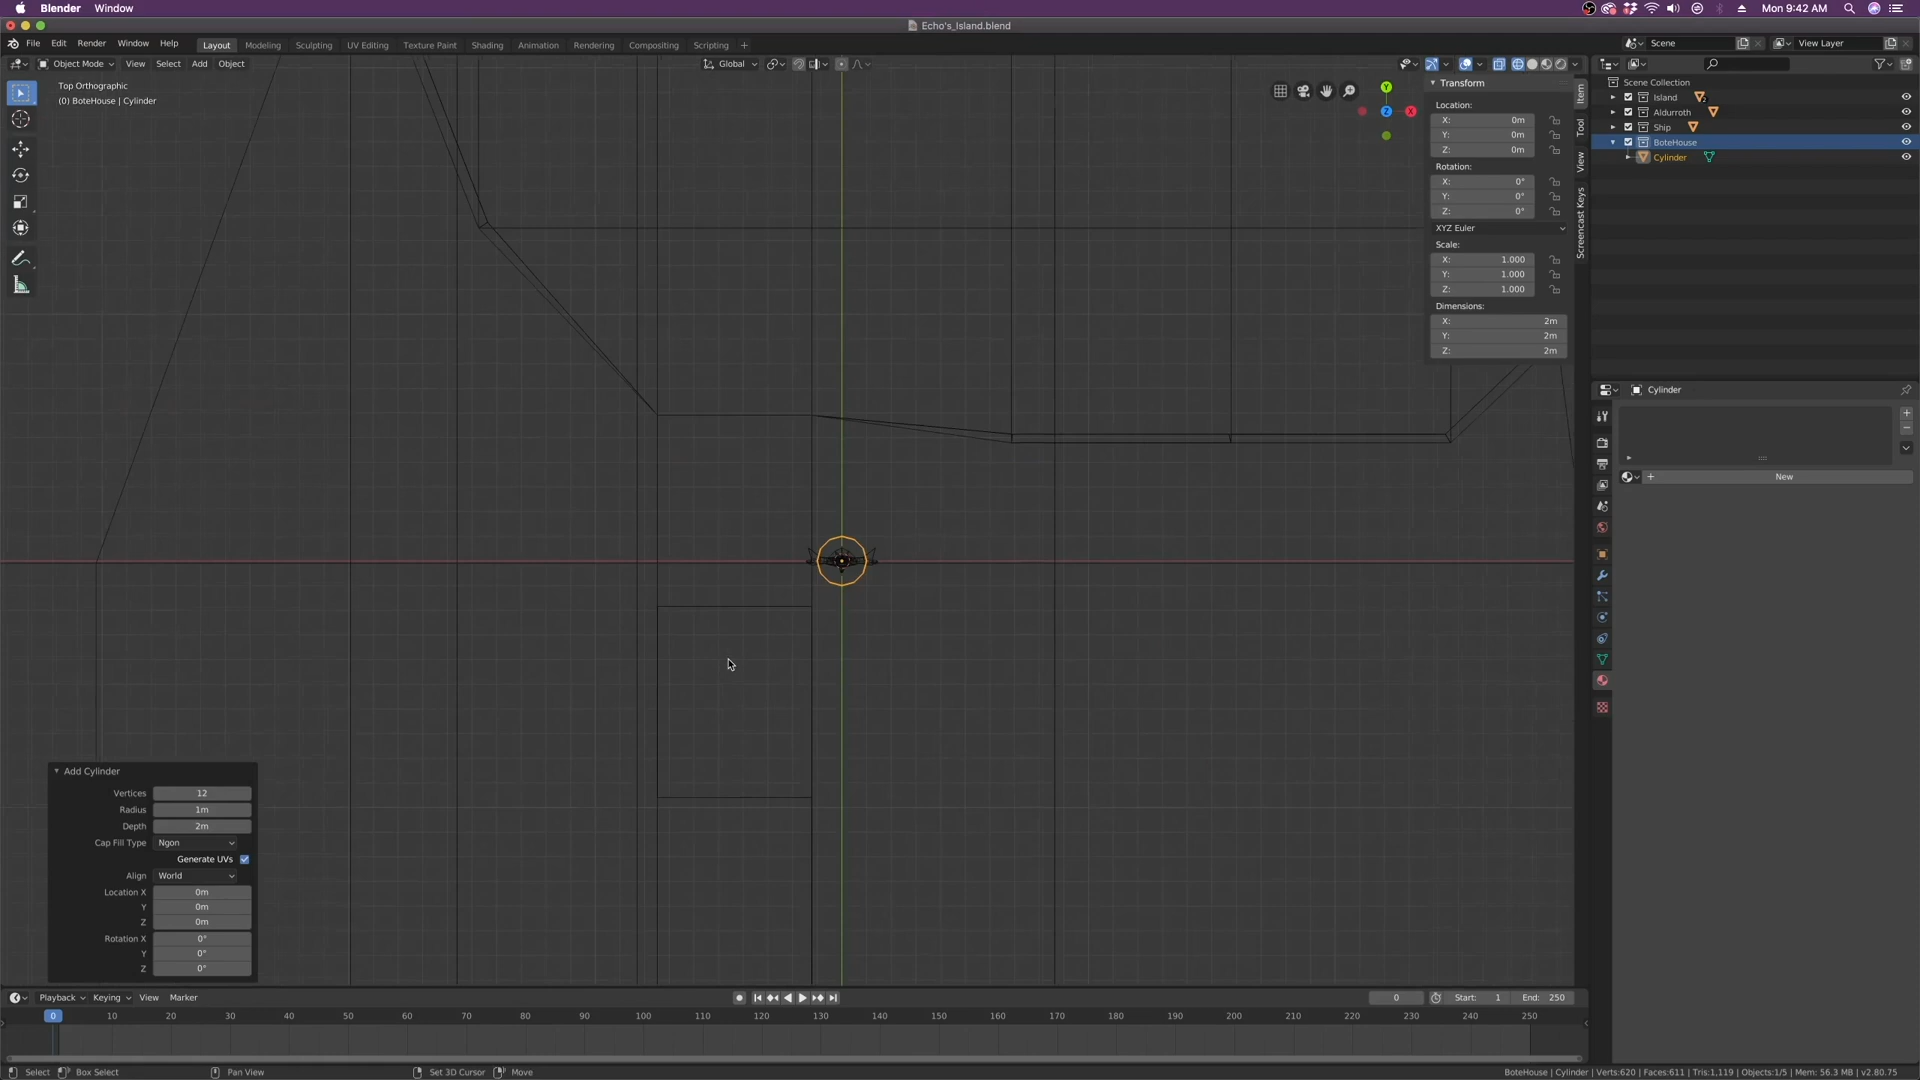 Blender Window Mon 9:42 AM
Echo's_Island.blend
File Edit Render Window Help Layout Modeling Sculpting UV Editing Texture Paint Shading Animation Rendering Compositing Scripting + Scene View Layer
Object Mode View Select Add Object Global
Top Orthographic
(0) BoteHouse | Cylinder
Y
Z
X
Transform
Location:
X: 0m
Y: 0m
Z: 0m
Rotation:
X: 0°
Y: 0°
Z: 0°
XYZ Euler
Scale:
X: 1.000
Y: 1.000
Z: 1.000
Dimensions:
X: 2m
Y: 2m
Z: 2m
Item
Tool
View
Screencast Keys
Scene Collection
Island 2
Aldurroth
Ship
BoteHouse
Cylinder
Cylinder
New
Add Cylinder
Vertices 12
Radius 1m
Depth 2m
Cap Fill Type Ngon
Generate UVs
Align World
Location X 0m
Y 0m
Z 0m
Rotation X 0°
Y 0°
Z 0°
Playback Keying View Marker 0 Start: 1 End: 250
0 10 20 30 40 50 60 70 80 90 100 110 120 130 140 150 160 170 180 190 200 210 220 230 240 250
Select Box Select Pan View Set 3D Cursor Move BoteHouse | Cylinder | Verts:620 | Faces:611 | Tris:1,119 | Objects:1/5 | Mem: 56.3 MB | v2.80.75